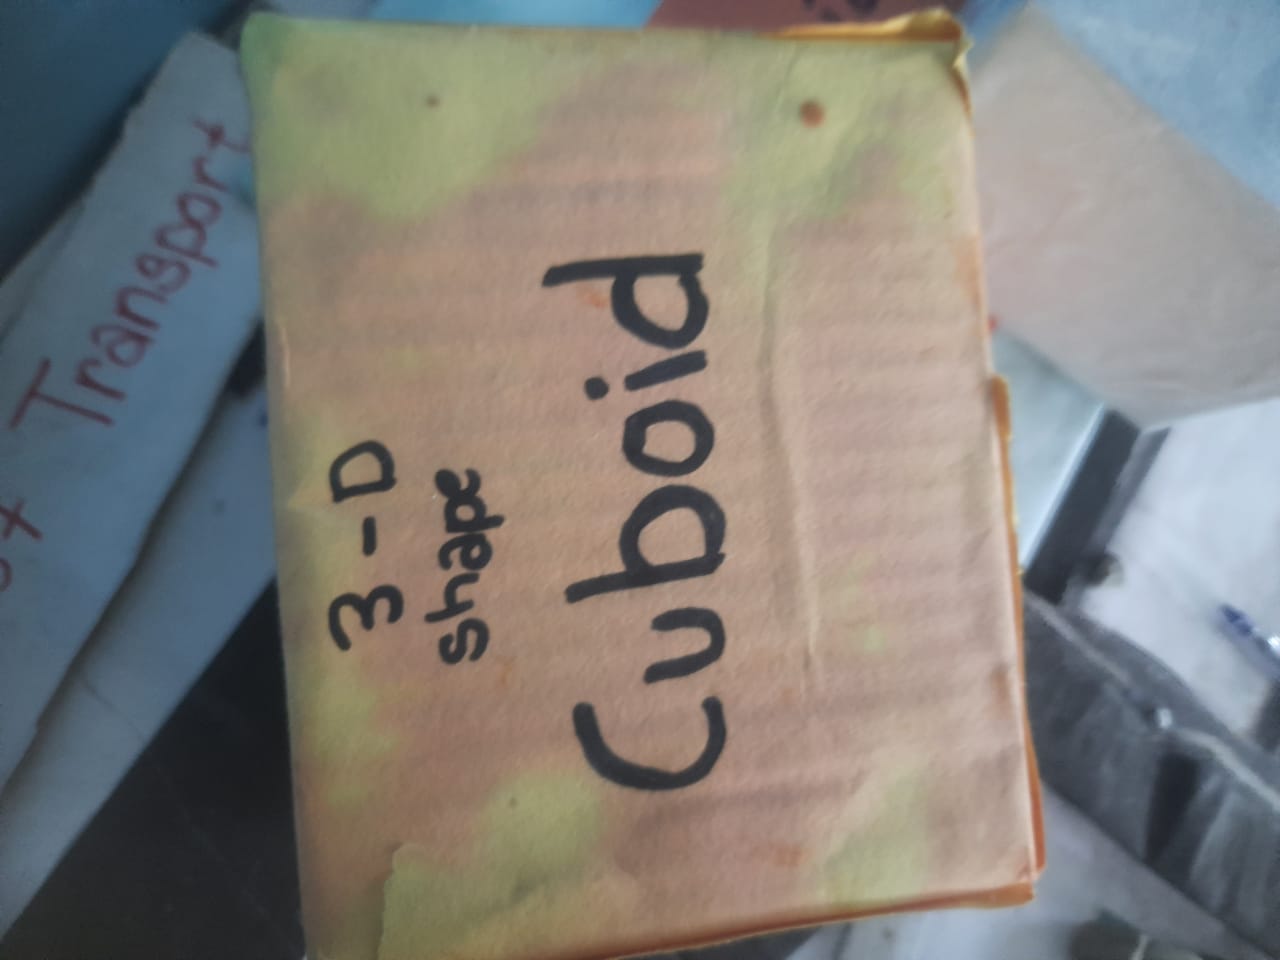 3-D
shape
Cuboid
Transport